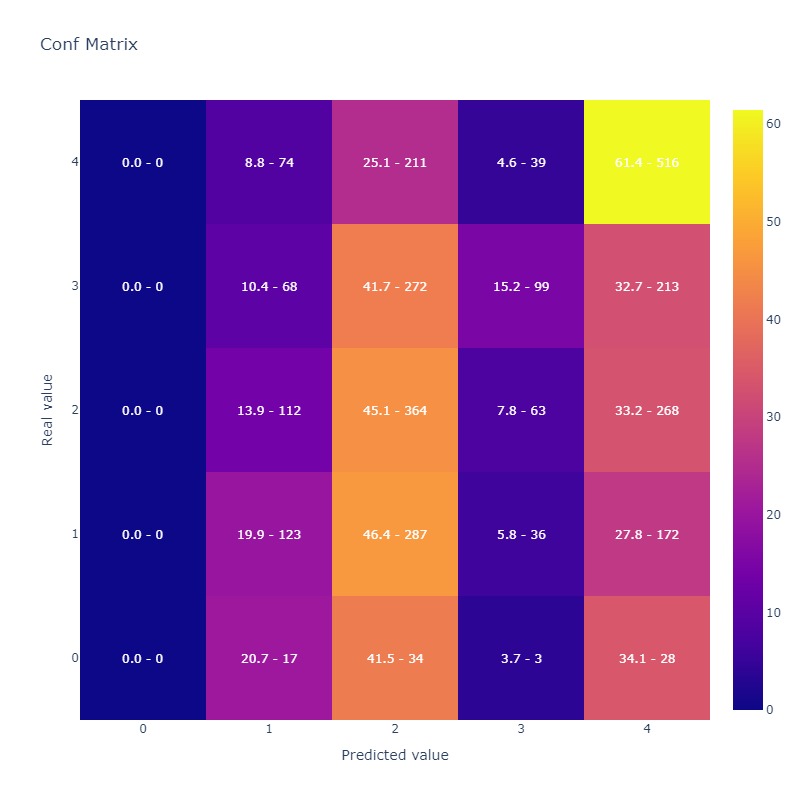 Conf Matrix
60
4 0.0 - 0 8.8 - 74 25.1 - 211 4.6 - 39 61.4 - 516
50
3 0.0 - 0 10.4 - 68 41.7 - 272 15.2 - 99 32.7 - 213
40
30
Real value
2 0.0 - 0 13.9 - 112 45.1 - 364 7.8 - 63 33.2 - 268
20
1 0.0 - 0 19.9 - 123 46.4 - 287 5.8 - 36 27.8 - 172
10
0 0.0 - 0 20.7 - 17 41.5 - 34 3.7 - 3 34.1 - 28
0
0 1 2 3 4
Predicted value